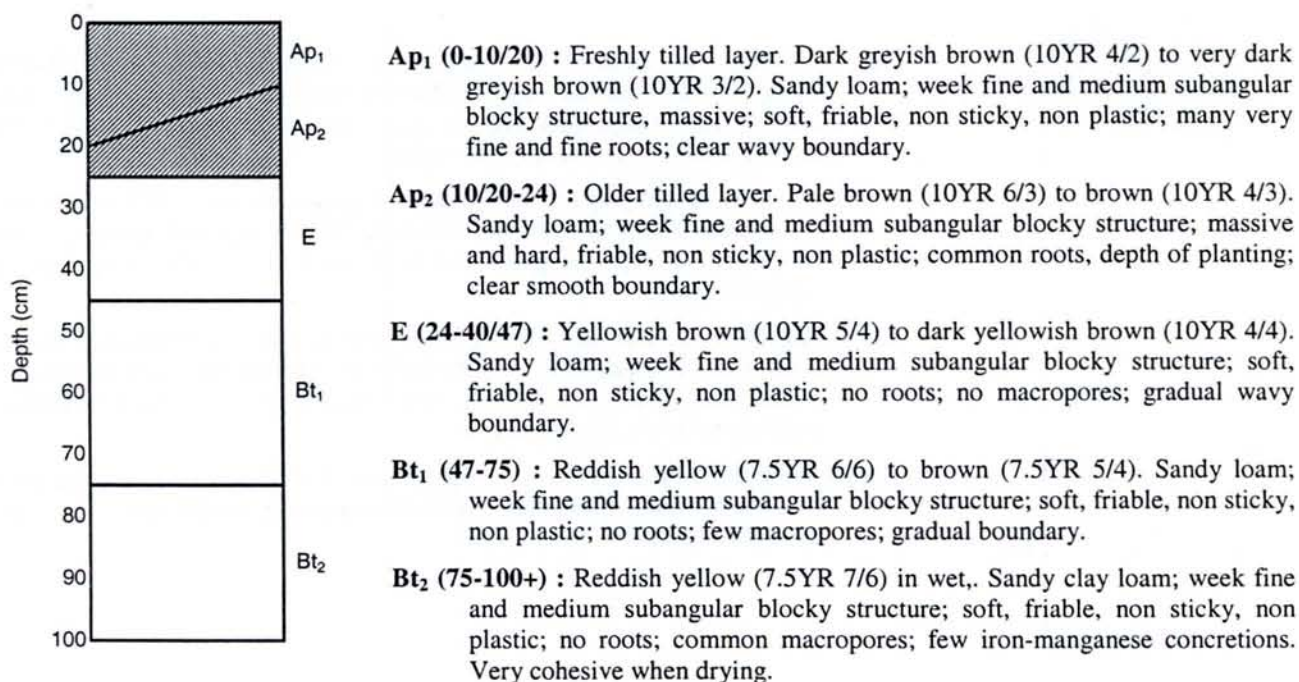 0
10
20
30
40
50
60
70
80
90
100
Depth (cm)
Ap₁
Ap₂
E
Bt₁
Bt₂
Ap₁ (0-10/20) : Freshly tilled layer. Dark greyish brown (10YR 4/2) to very dark
greyish brown (10YR 3/2). Sandy loam; week fine and medium subangular
blocky structure, massive; soft, friable, non sticky, non plastic; many very
fine and fine roots; clear wavy boundary.
Ap₂ (10/20-24) : Older tilled layer. Pale brown (10YR 6/3) to brown (10YR 4/3).
Sandy loam; week fine and medium subangular blocky structure; massive
and hard, friable, non sticky, non plastic; common roots, depth of planting;
clear smooth boundary.
E (24-40/47) : Yellowish brown (10YR 5/4) to dark yellowish brown (10YR 4/4).
Sandy loam; week fine and medium subangular blocky structure; soft,
friable, non sticky, non plastic; no roots; no macropores; gradual wavy
boundary.
Bt₁ (47-75) : Reddish yellow (7.5YR 6/6) to brown (7.5YR 5/4). Sandy loam;
week fine and medium subangular blocky structure; soft, friable, non sticky,
non plastic; no roots; few macropores; gradual boundary.
Bt₂ (75-100+) : Reddish yellow (7.5YR 7/6) in wet,. Sandy clay loam; week fine
and medium subangular blocky structure; soft, friable, non sticky, non
plastic; no roots; common macropores; few iron-manganese concretions.
Very cohesive when drying.